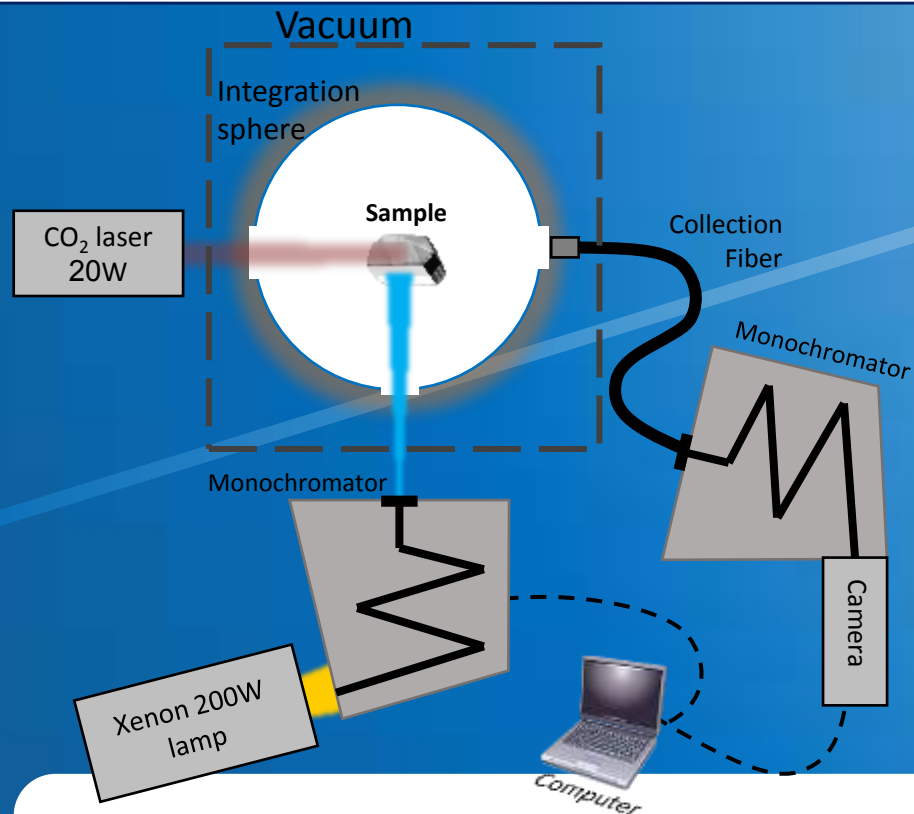 Vacuum
Integration
sphere
Sample
CO₂ laser
20W
Collection
Fiber
Monochromator
Monochromator
Camera
Xenon 200W
lamp
Computer